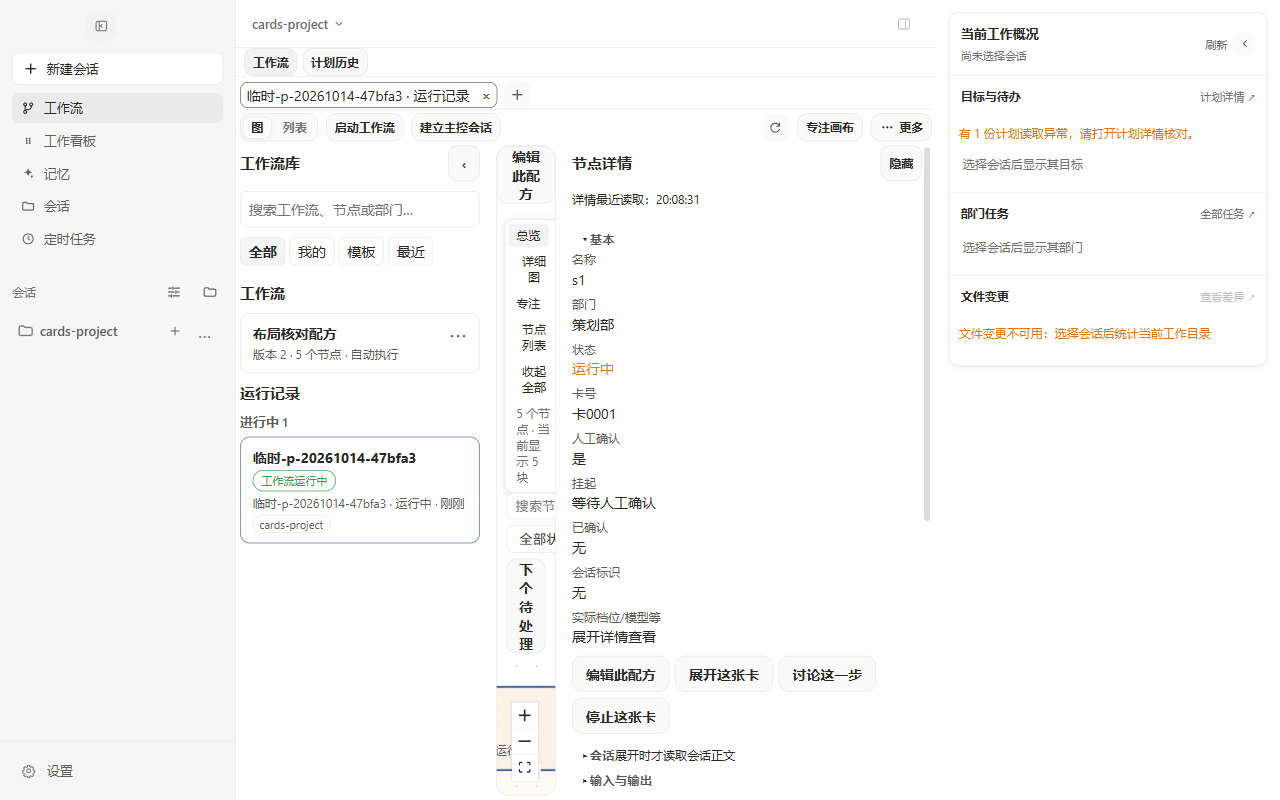 新建会话
工作流
工作看板
记忆
会话
定时任务
会话
cards-project
设置
cards-project
工作流
计划历史
临时-p-20261014-47bfa3 · 运行记录
图
列表
启动工作流
建立主控会话
专注画布
更多
工作流库
搜索工作流、节点或部门...
全部
我的
模板
最近
工作流
布局核对配方
版本 2 · 5 个节点 · 自动执行
运行记录
进行中 1
临时-p-20261014-47bfa3
工作流运行中
临时-p-20261014-47bfa3 · 运行中 · 刚刚
cards-project
编辑
此配
方
总览
详细
图
专注
节点
列表
收起
全部
5 个节
点 · 当
前显
示 5
块
搜索节
全部状
下
个
待
处
理
运行
节点详情
隐藏
详情最近读取：20:08:31
基本
名称
s1
部门
策划部
状态
运行中
卡号
卡0001
人工确认
是
挂起
等待人工确认
已确认
无
会话标识
无
实际档位/模型等
展开详情查看
编辑此配方
展开这张卡
讨论这一步
停止这张卡
会话展开时才读取会话正文
输入与输出
当前工作概况
尚未选择会话
刷新
目标与待办
计划详情
有 1 份计划读取异常，请打开计划详情核对。
选择会话后显示其目标
部门任务
全部任务
选择会话后显示其部门
文件变更
查看差异
文件变更不可用：选择会话后统计当前工作目录